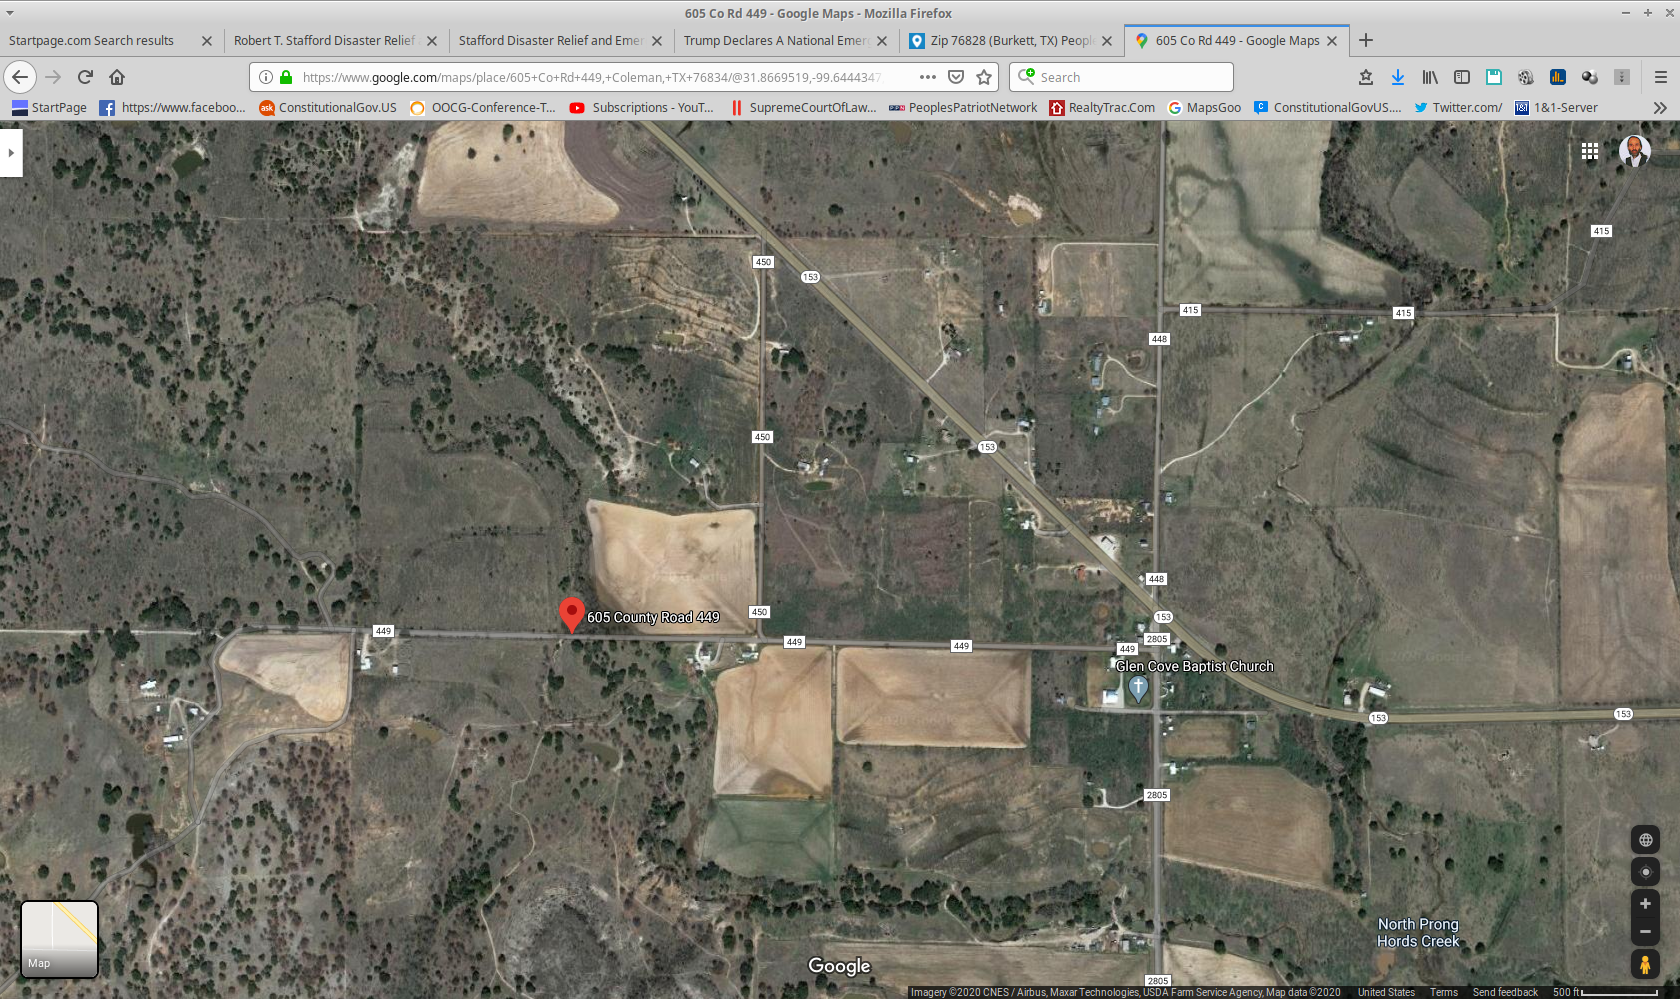 605 Co Rd 449 - Google Maps - Mozilla Firefox
Startpage.com Search results
Robert T. Stafford Disaster Relief
Stafford Disaster Relief and Emer
Trump Declares A National Emerg
Zip 76828 (Burkett, TX) People
605 Co Rd 449 - Google Maps
https://www.google.com/maps/place/605+Co+Rd+449,+Coleman,+TX+76834/@31.8669519,-99.6444347,
Search
StartPage
https://www.faceboo...
ConstitutionalGov.US
OOCG-Conference-T...
Subscriptions - YouT...
SupremeCourtOfLaw...
PeoplesPatriotNetwork
RealtyTrac.Com
MapsGoo
ConstitutionalGovUS....
Twitter.com/
1&1-Server
415
450
153
415
415
448
450
153
448
450
605 County Road 449
153
449
449
449
449
2805
Glen Cove Baptist Church
153
153
2805
North Prong
Hords Creek
Map
Google
2805
Imagery ©2020 CNES / Airbus, Maxar Technologies, USDA Farm Service Agency, Map data ©2020
United States
Terms
Send feedback
500 ft